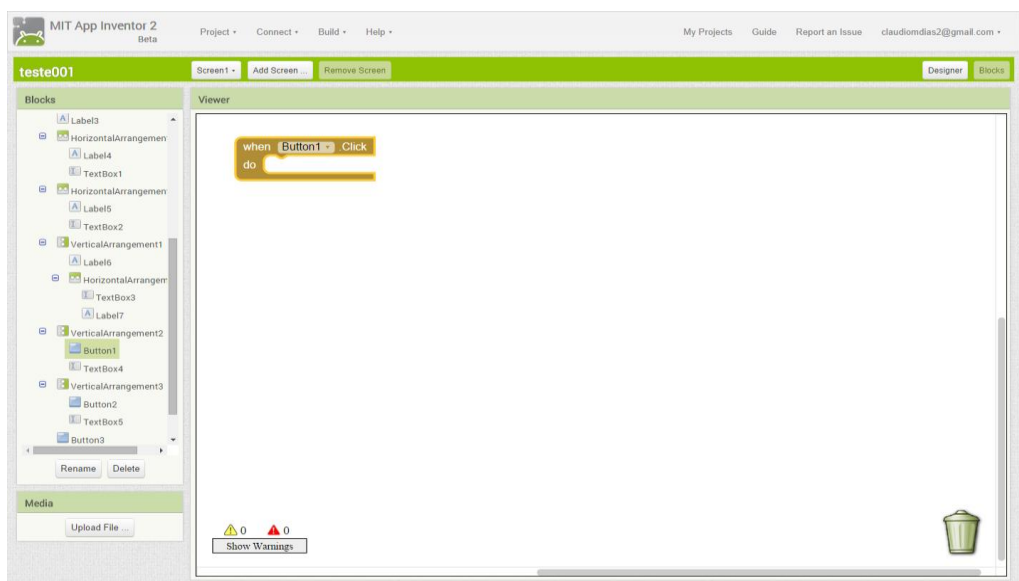 MIT App Inventor 2
Beta
Project Connect Build Help
My Projects Guide Report an Issue claudiomdias2@gmail.com
teste001
Screen1 Add Screen ... Remove Screen
Designer Blocks
Blocks
Label3
HorizontalArrangemen
Label4
TextBox1
HorizontalArrangemen
Label5
TextBox2
VerticalArrangement1
Label6
HorizontalArrangem
TextBox3
Label7
VerticalArrangement2
Button1
TextBox4
VerticalArrangement3
Button2
TextBox5
Button3
Rename Delete
Media
Upload File ...
Viewer
when Button1 .Click
do
0 0
Show Warnings